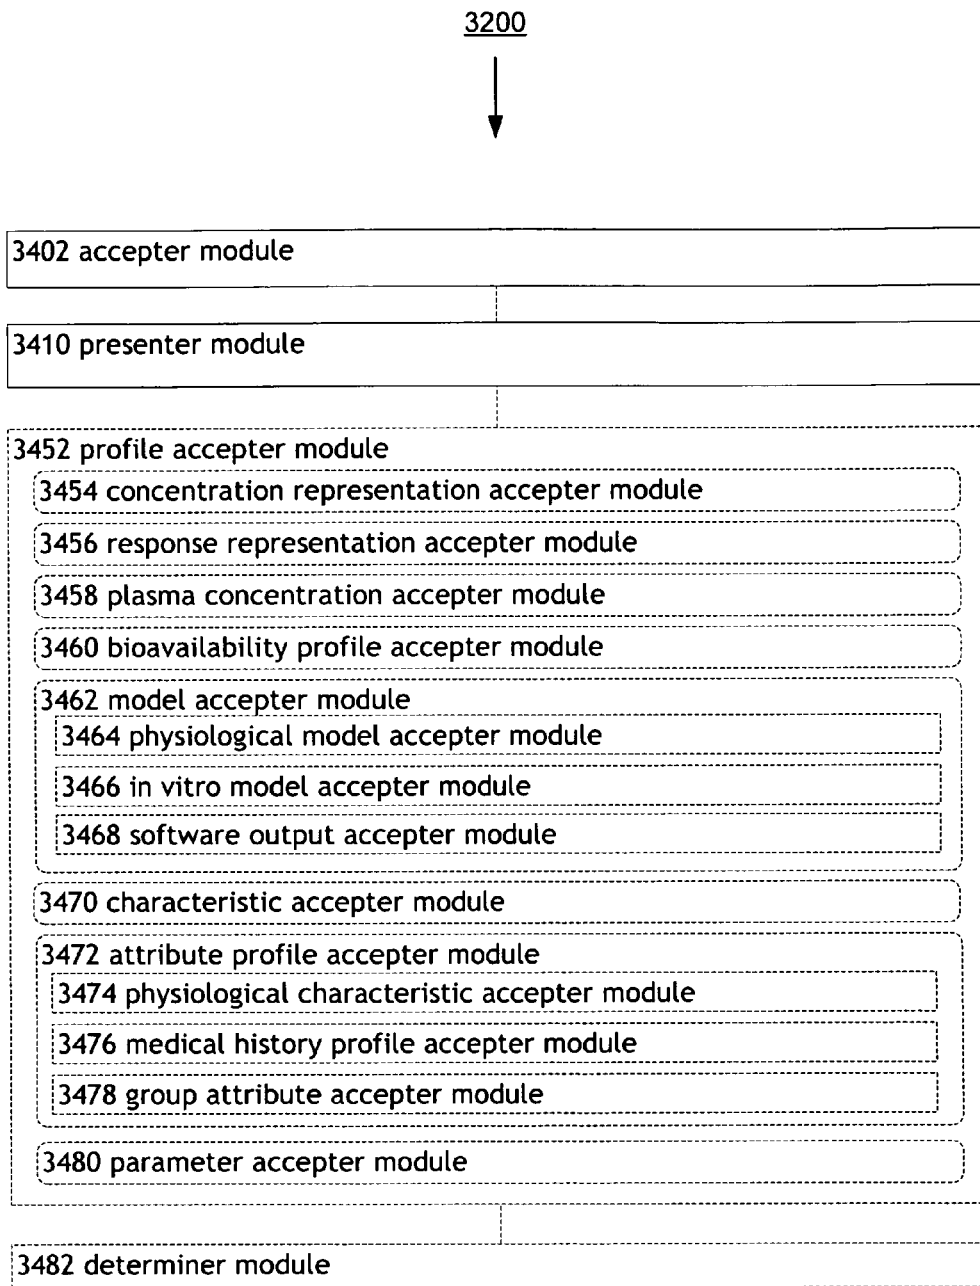 3200
3402 accepter module
3410 presenter module
3452 profile accepter module
3454 concentration representation accepter module
3456 response representation accepter module
3458 plasma concentration accepter module
3460 bioavailability profile accepter module
3462 model accepter module
3464 physiological model accepter module
3466 in vitro model accepter module
3468 software output accepter module
3470 characteristic accepter module
3472 attribute profile accepter module
3474 physiological characteristic accepter module
3476 medical history profile accepter module
3478 group attribute accepter module
3480 parameter accepter module
3482 determiner module